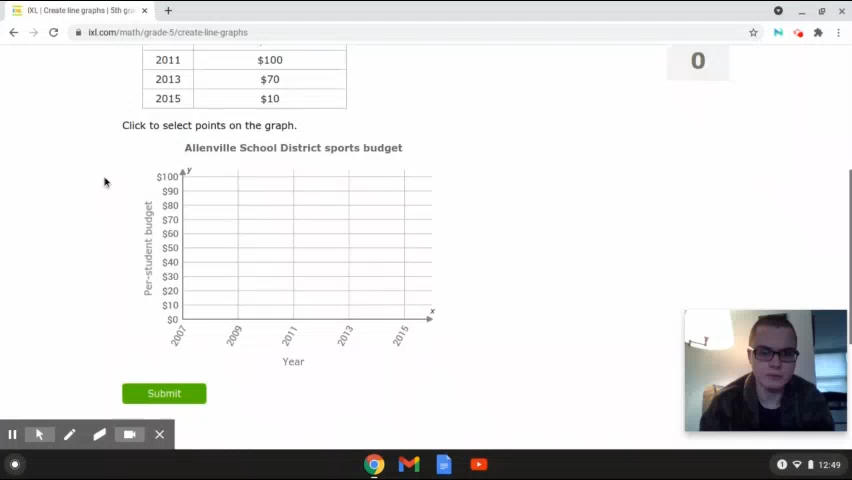 IXL | Create line graphs | 5th gra
ixl.com/math/grade-5/create-line-graphs
2011 $100
0
2013 $70
2015 $10
Click to select points on the graph.
Allenville School District sports budget
y
$100
$90
$80
$70
$60
$50
$40
$30
$20
$10
$0
Per-student budget
x
2007 2009 2011 2013 2015
Year
Submit
1 12:49